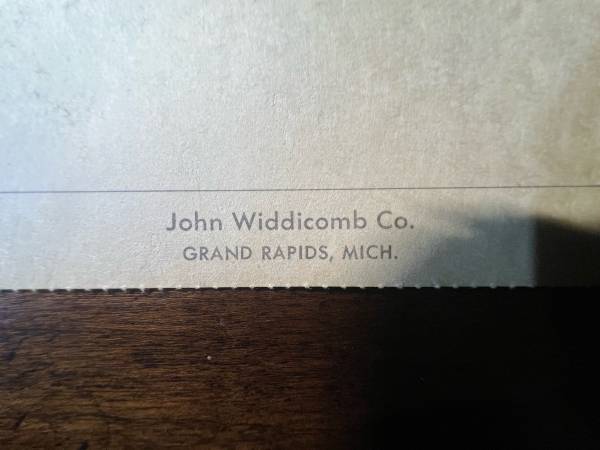 John Widdicomb Co.
GRAND RAPIDS, MICH.